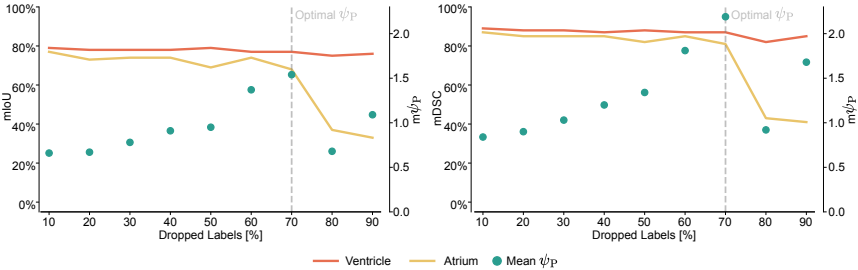 100%
80%
60%
40%
20%
0%
mIoU
10 20 30 40 50 60 70 80 90
Dropped Labels [%]
Optimal ψP
2.0
1.5
1.0
0.5
0.0
mψP
100%
80%
60%
40%
20%
0%
mDSC
10 20 30 40 50 60 70 80 90
Dropped Labels [%]
Optimal ψP
2.0
1.5
1.0
0.5
0.0
mψP
Ventricle Atrium Mean ψP